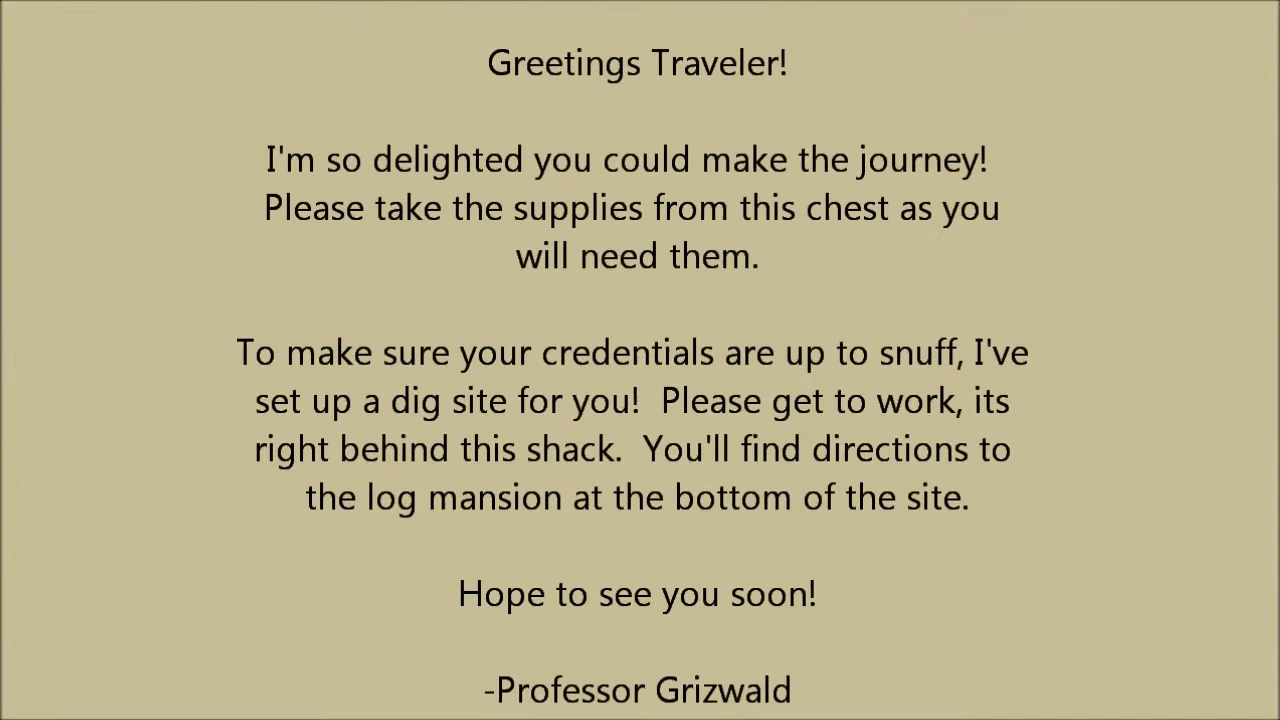 Greetings Traveler!
I'm so delighted you could make the journey!
Please take the supplies from this chest as you
will need them.
To make sure your credentials are up to snuff, I've
set up a dig site for you!  Please get to work, its
right behind this shack.  You'll find directions to
the log mansion at the bottom of the site.
Hope to see you soon!
-Professor Grizwald